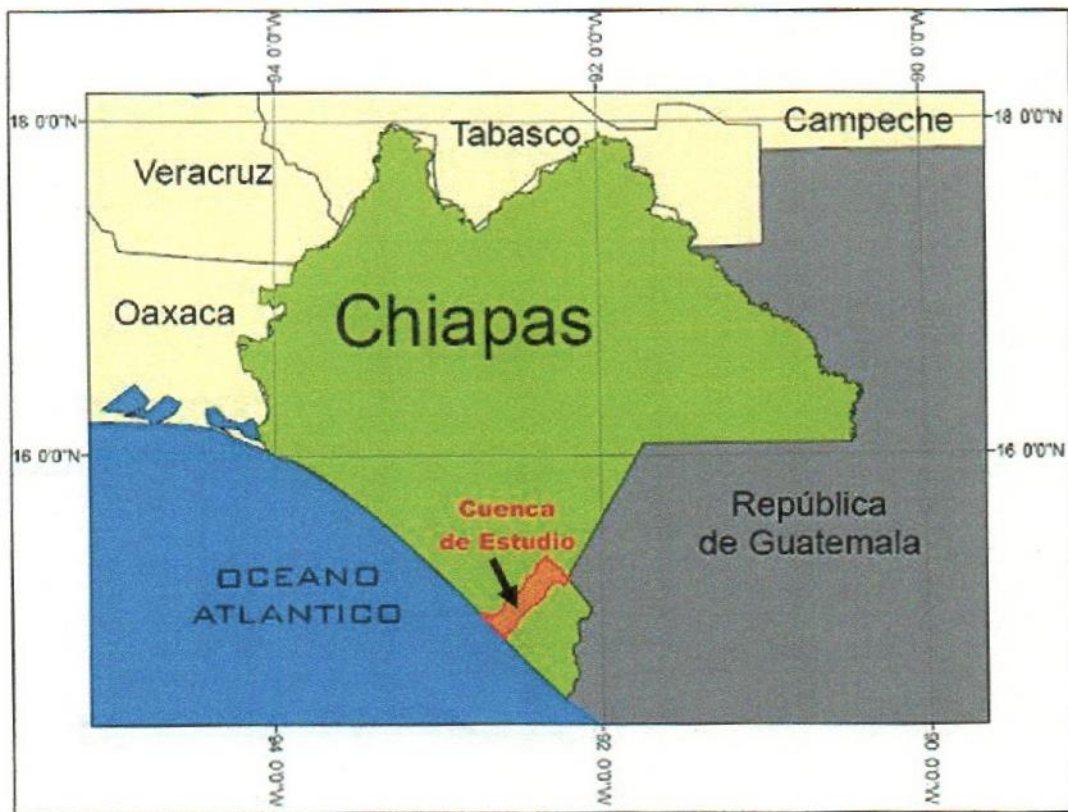 -94 0'0"W
-92 0'0"W
-90 0'0"W
18 0'0"N
18 0'0"N
Campeche
Tabasco
Veracruz
Oaxaca
Chiapas
16 0'0"N
16 0'0"N
Cuenca
de Estudio
República
de Guatemala
OCEANO
ATLANTICO
-94 0'0"W
-92 0'0"W
-90 0'0"W